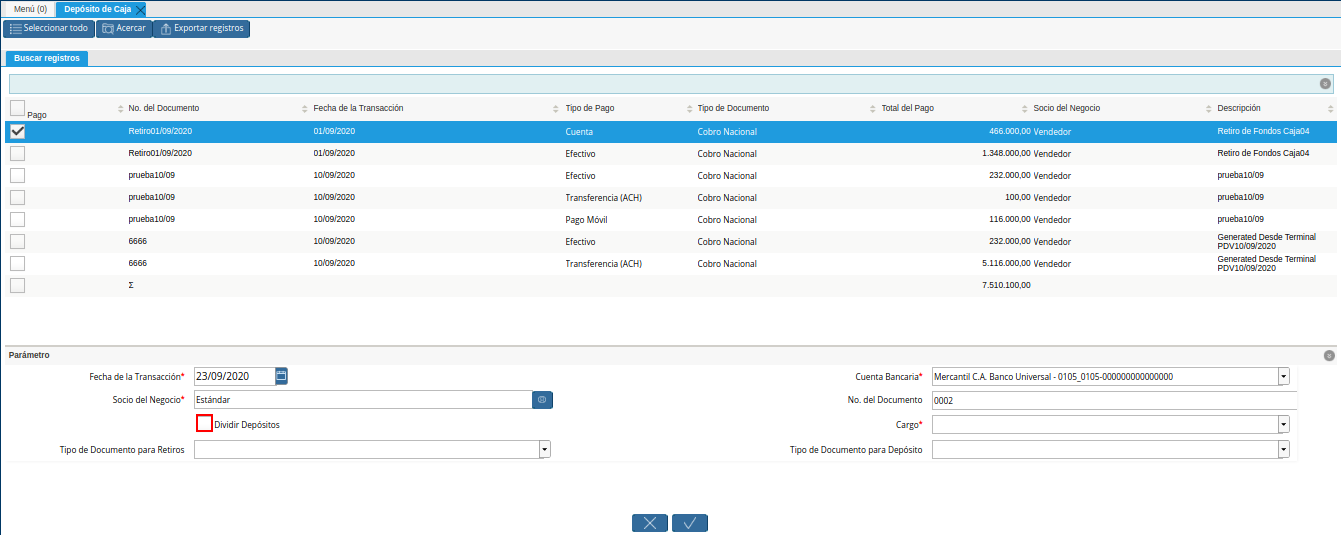 Menú (0) Depósito de Caja
Seleccionar todo Acercar Exportar registros
Buscar registros
Pago No. del Documento Fecha de la Transacción Tipo de Pago Tipo de Documento Total del Pago Socio del Negocio Descripción
Retiro01/09/2020 01/09/2020 Cuenta Cobro Nacional 466.000,00 Vendedor Retiro de Fondos Caja04
Retiro01/09/2020 01/09/2020 Efectivo Cobro Nacional 1.348.000,00 Vendedor Retiro de Fondos Caja04
prueba10/09 10/09/2020 Efectivo Cobro Nacional 232.000,00 Vendedor prueba10/09
prueba10/09 10/09/2020 Transferencia (ACH) Cobro Nacional 100,00 Vendedor prueba10/09
prueba10/09 10/09/2020 Pago Móvil Cobro Nacional 116.000,00 Vendedor prueba10/09
6666 10/09/2020 Efectivo Cobro Nacional 232.000,00 Vendedor Generated Desde Terminal
PDV10/09/2020
6666 10/09/2020 Transferencia (ACH) Cobro Nacional 5.116.000,00 Vendedor Generated Desde Terminal
PDV10/09/2020
Σ 7.510.100,00
Parámetro
Fecha de la Transacción* 23/09/2020 Cuenta Bancaria* Mercantil C.A. Banco Universal - 0105_0105-000000000000000
Socio del Negocio* Estándar No. del Documento 0002
Dividir Depósitos Cargo*
Tipo de Documento para Retiros Tipo de Documento para Depósito